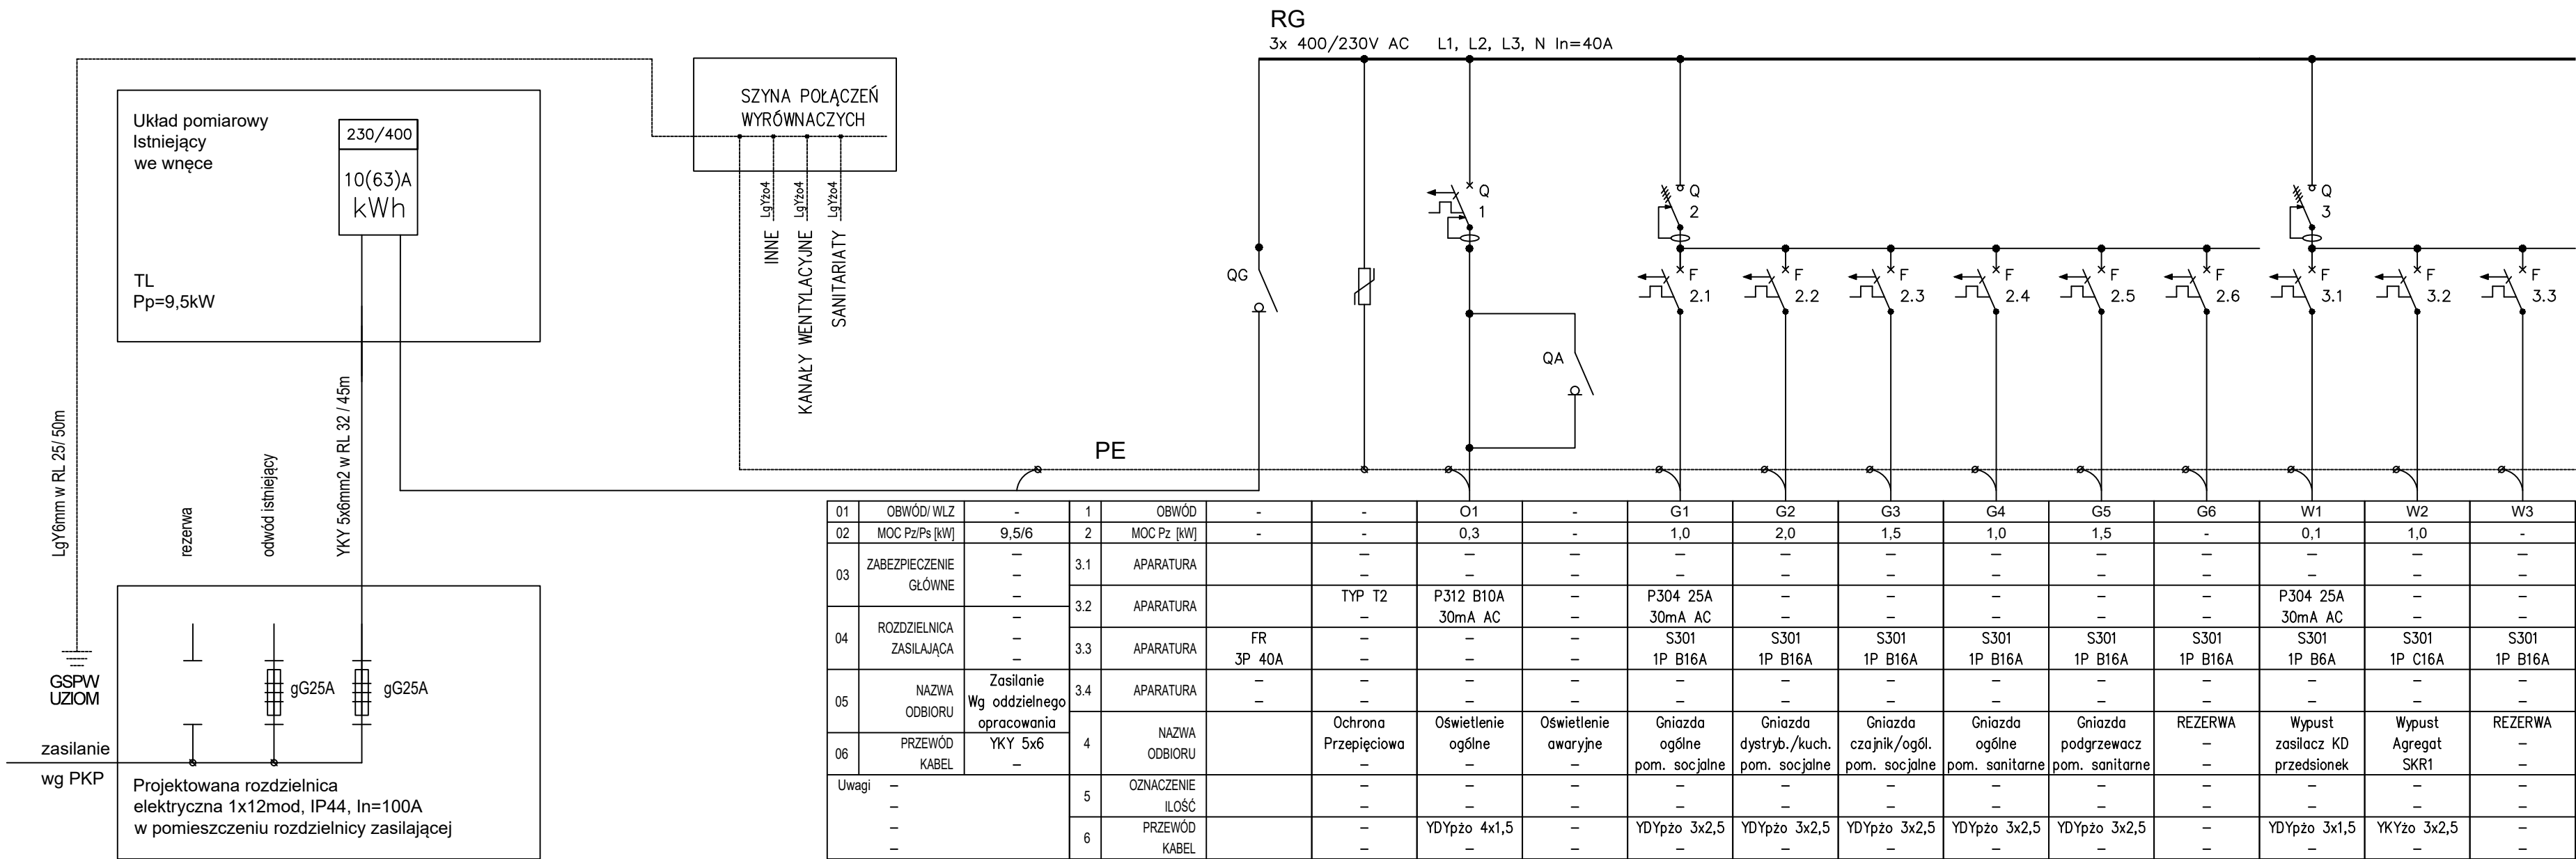 RG
3x 400/230V AC L1, L2, L3, N In=40A
Układ pomiarowy
Istniejący
we wnęce
230/400
10(63)A
kWh
TL
Pp=9,5kW
SZYNA POŁĄCZEŃ
WYRÓWNACZYCH
LgYżo4
LgYżo4
LgYżo4
INNE
KANAŁY WENTYLACYJNE
SANITARIATY
QG
Q
1
QA
Q
2
Q
3
F
2.1
F
2.2
F
2.3
F
2.4
F
2.5
F
2.6
F
3.1
F
3.2
F
3.3
PE
LgY6mm w RL 25/ 50m
rezerwa
odwód istniejący
YKY 5x6mm2 w RL 32 / 45m
GSPW
UZIOM
gG25A
gG25A
zasilanie
wg PKP
Projektowana rozdzielnica
elektryczna 1x12mod, IP44, In=100A
w pomieszczeniu rozdzielnicy zasilającej
01 OBWÓD/ WLZ -
02 MOC Pz/Ps [kW] 9,5/6
03 ZABEZPIECZENIE –
GŁÓWNE –
–
04 ROZDZIELNICA –
ZASILAJĄCA –
–
05 NAZWA Zasilanie
ODBIORU Wg oddzielnego
opracowania
06 PRZEWÓD YKY 5x6
KABEL –
Uwagi –
–
–
–
1 OBWÓD - - O1 - G1 G2 G3 G4 G5 G6 W1 W2 W3
2 MOC Pz [kW] - - 0,3 - 1,0 2,0 1,5 1,0 1,5 - 0,1 1,0 -
3.1 APARATURA – – – – – – – – – – – –
– – – – – – – – – – – –
3.2 APARATURA TYP T2 P312 B10A – P304 25A – – – – – P304 25A – –
– 30mA AC – 30mA AC – – – – – 30mA AC – –
3.3 APARATURA FR – – – S301 S301 S301 S301 S301 S301 S301 S301 S301
3P 40A – – – 1P B16A 1P B16A 1P B16A 1P B16A 1P B16A 1P B16A 1P B6A 1P C16A 1P B16A
3.4 APARATURA – – – – – – – – – – – – –
– – – – – – – – – – – – –
4 NAZWA Ochrona Oświetlenie Oświetlenie Gniazda Gniazda Gniazda Gniazda Gniazda REZERWA Wypust Wypust REZERWA
ODBIORU Przepięciowa ogólne awaryjne ogólne dystryb./kuch. czajnik/ogól. ogólne podgrzewacz – zasilacz KD Agregat –
– – – pom. socjalne pom. socjalne pom. socjalne pom. sanitarne pom. sanitarne – przedsionek SKR1 –
5 OZNACZENIE – – – – – – – – – – – –
ILOŚĆ – – – – – – – – – – – –
6 PRZEWÓD – YDYpżo 4x1,5 – YDYpżo 3x2,5 YDYpżo 3x2,5 YDYpżo 3x2,5 YDYpżo 3x2,5 YDYpżo 3x2,5 – YDYpżo 3x1,5 YKYżo 3x2,5 –
KABEL – – – – – – – – – – – –